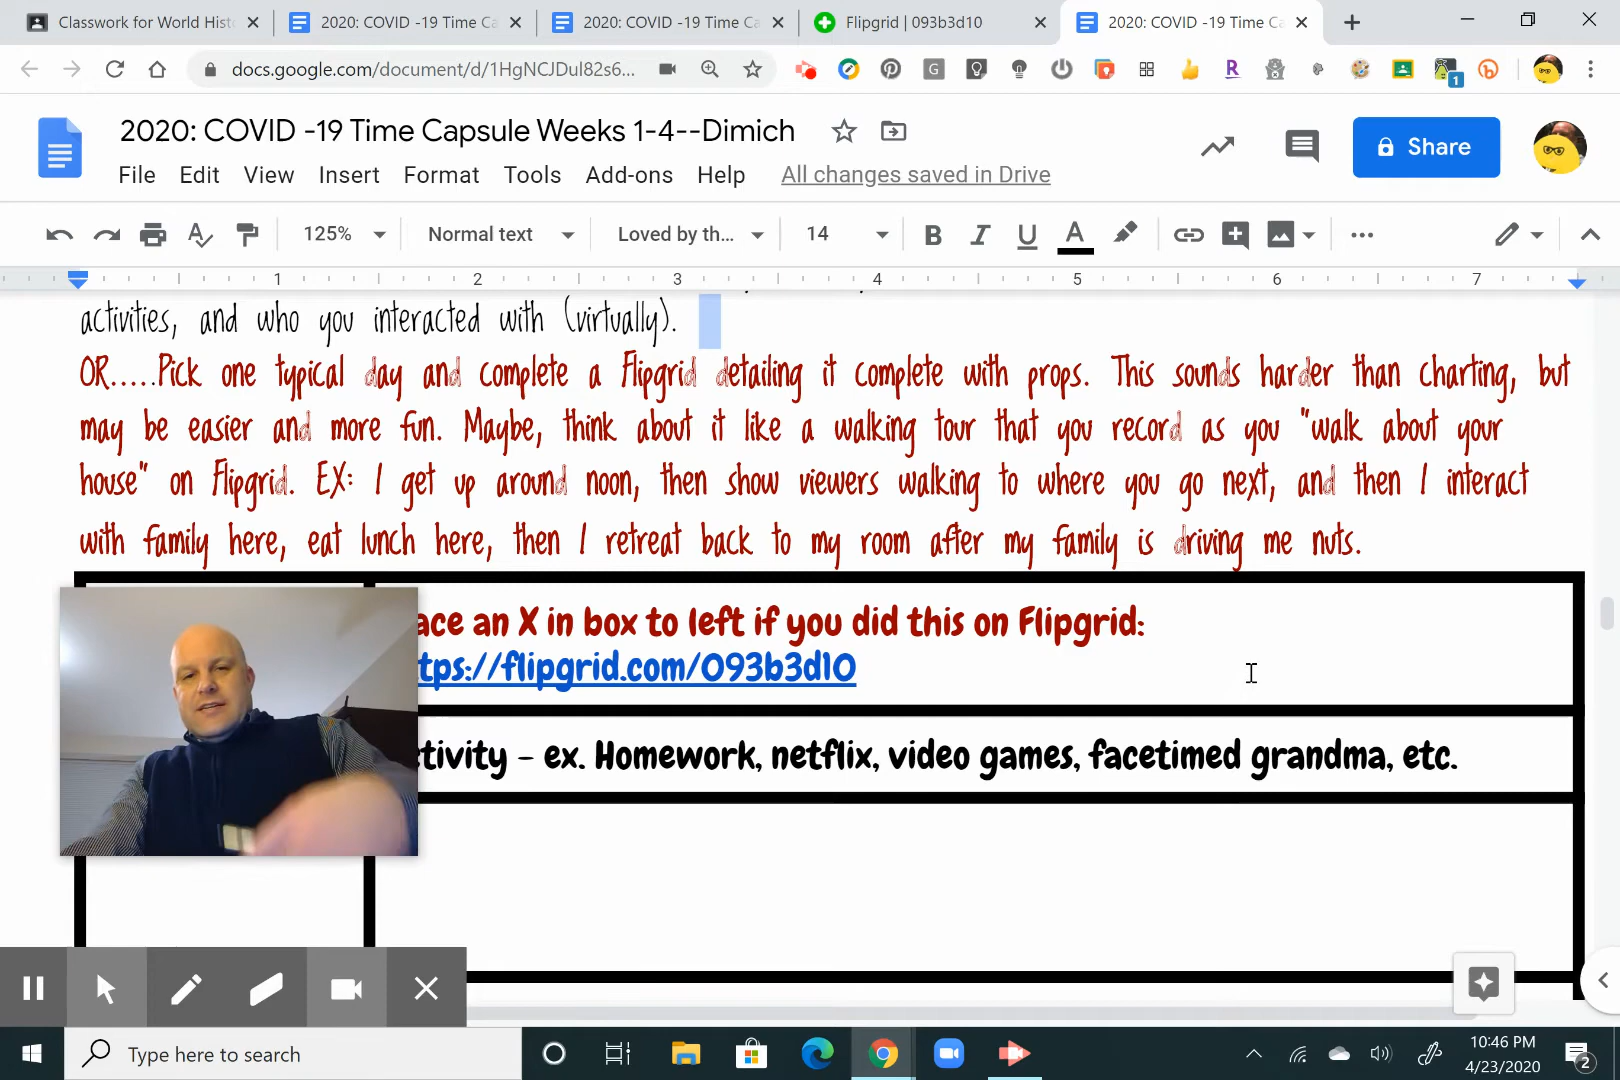 Classwork for World Hist
2020: COVID -19 Time Ca
2020: COVID -19 Time Ca
Flipgrid | 093b3d10
2020: COVID -19 Time Ca
docs.google.com/document/d/1HgNCJDul82s6...
G
R
1
2020: COVID -19 Time Capsule Weeks 1-4--Dimich
Share
File Edit View Insert Format Tools Add-ons Help All changes saved in Drive
125% Normal text Loved by th... 14 B I U A
1 2 3 4 5 6 7
activities, and who you interacted with (virtually).
OR.....Pick one typical day and complete a Flipgrid detailing it complete with props. This sounds harder than charting, but
may be easier and more fun. Maybe, think about it like a walking tour that you record as you "walk about your
house" on Flipgrid. EX: I get up around noon, then show viewers walking to where you go next, and then I interact
with family here, eat lunch here, then I retreat back to my room after my family is driving me nuts.
ace an X in box to left if you did this on Flipgrid:
tps://flipgrid.com/093b3d10
tivity - ex. Homework, netflix, video games, facetimed grandma, etc.
Type here to search
10:46 PM
4/23/2020
2